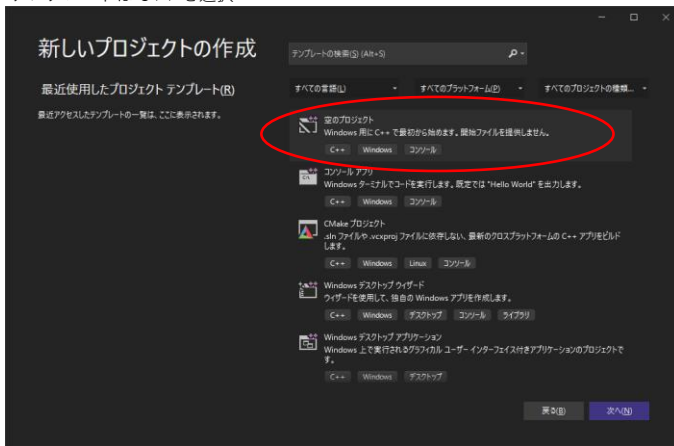 新しいプロジェクトの作成
テンプレートの検索(S) (Alt+S)
最近使用したプロジェクト テンプレート(R)
すべての言語(L)
すべてのプラットフォーム(P)
すべてのプロジェクトの種類...
最近アクセスしたテンプレートの一覧は、ここに表示されます。
空のプロジェクト
Windows 用に C++ で最初から始めます。開始ファイルを提供しません。
C++ Windows コンソール
コンソール アプリ
Windows ターミナルでコードを実行します。既定では "Hello World" を出力します。
C++ Windows コンソール
CMake プロジェクト
.sln ファイルや .vcxproj ファイルに依存しない、最新のクロスプラットフォームの C++ アプリをビルド
します。
C++ Windows Linux コンソール
Windows デスクトップ ウィザード
ウィザードを使用して、独自の Windows アプリを作成します。
C++ Windows デスクトップ コンソール ライブラリ
Windows デスクトップ アプリケーション
Windows 上で実行されるグラフィカル ユーザー インターフェイス付きアプリケーションのプロジェクトで
す。
C++ Windows デスクトップ
戻る(B)
次へ(N)